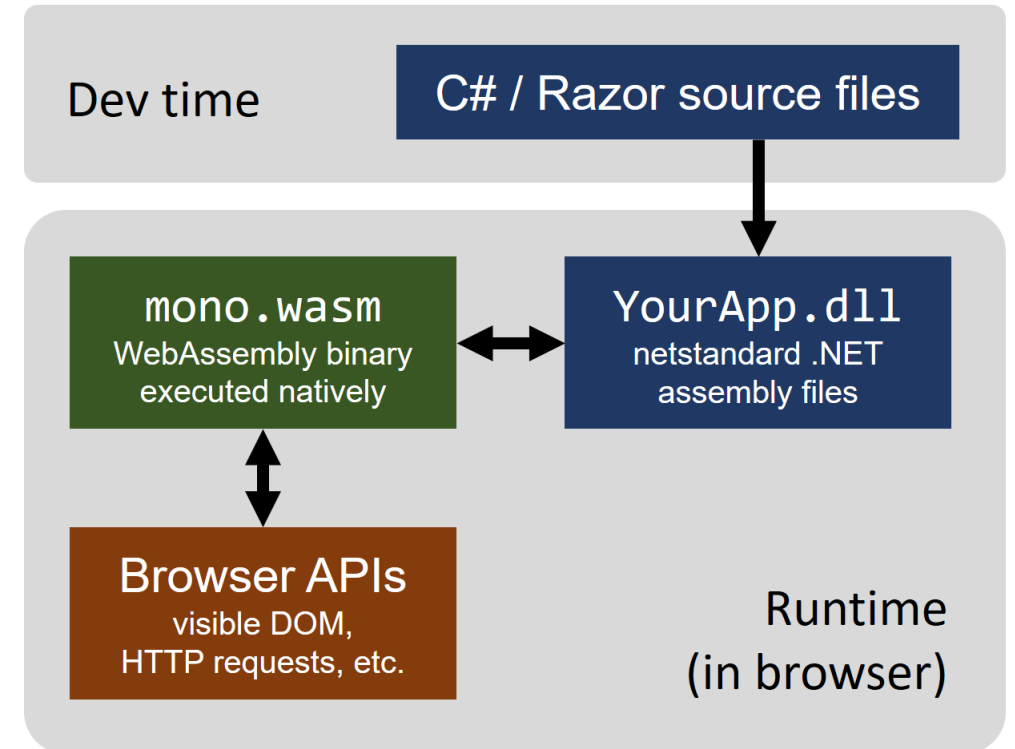 Dev time
C# / Razor source files
mono.wasm
WebAssembly binary
executed natively
YourApp.dll
netstandard .NET
assembly files
Browser APIs
visible DOM,
HTTP requests, etc.
Runtime
(in browser)